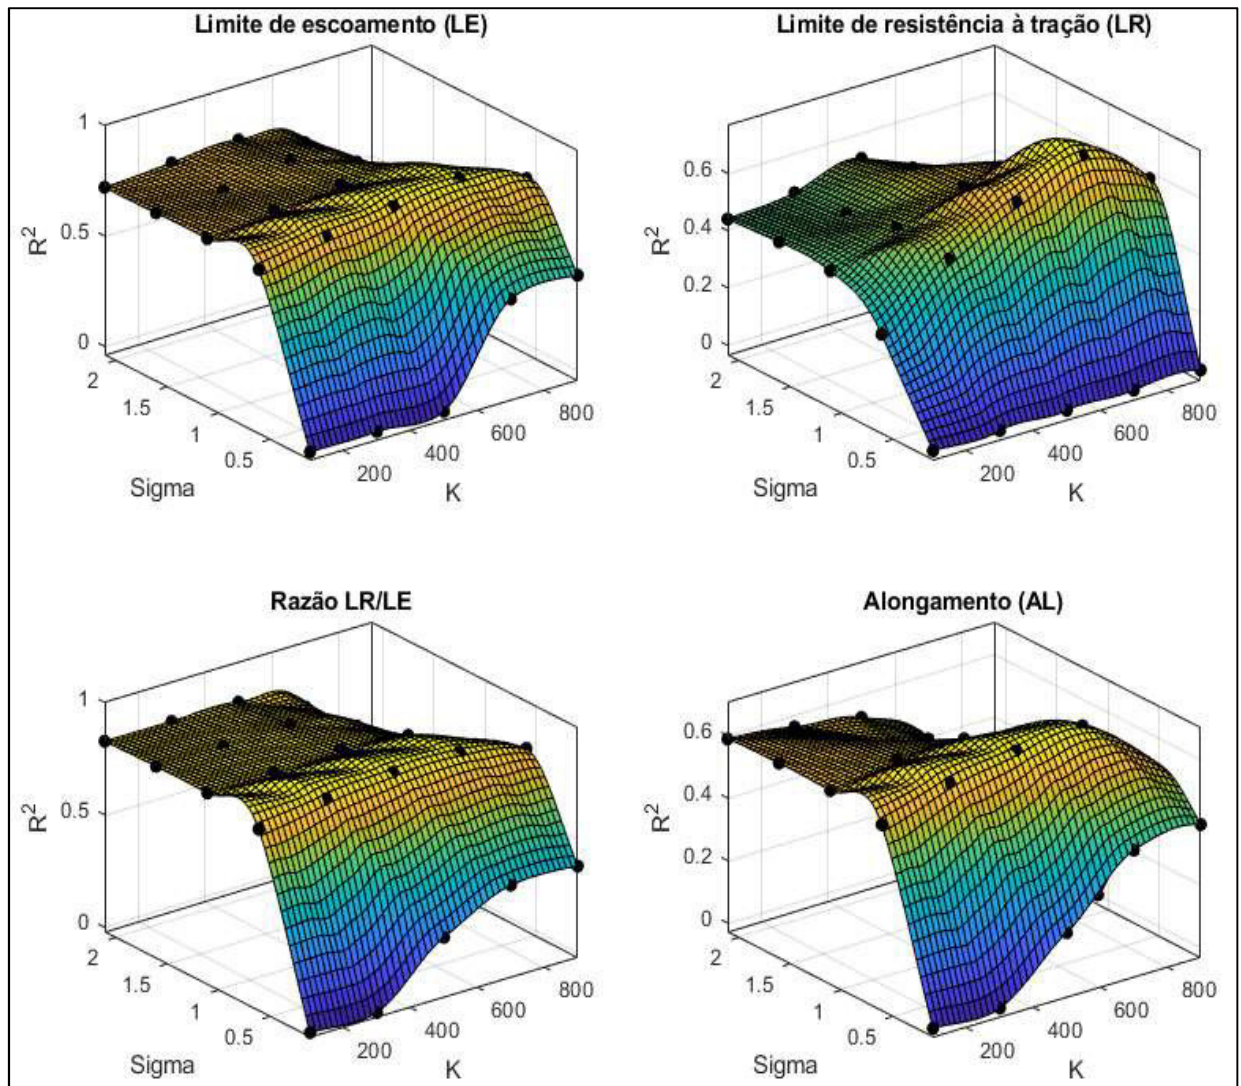 Limite de escoamento (LE)
1
0.5
0
R²
2
1.5
1
0.5
Sigma
200
400
600
800
K
Limite de resistência à tração (LR)
0.6
0.4
0.2
0
R²
2
1.5
1
0.5
Sigma
200
400
600
800
K
Razão LR/LE
1
0.5
0
R²
2
1.5
1
0.5
Sigma
200
400
600
800
K
Alongamento (AL)
0.6
0.4
0.2
0
R²
2
1.5
1
0.5
Sigma
200
400
600
800
K